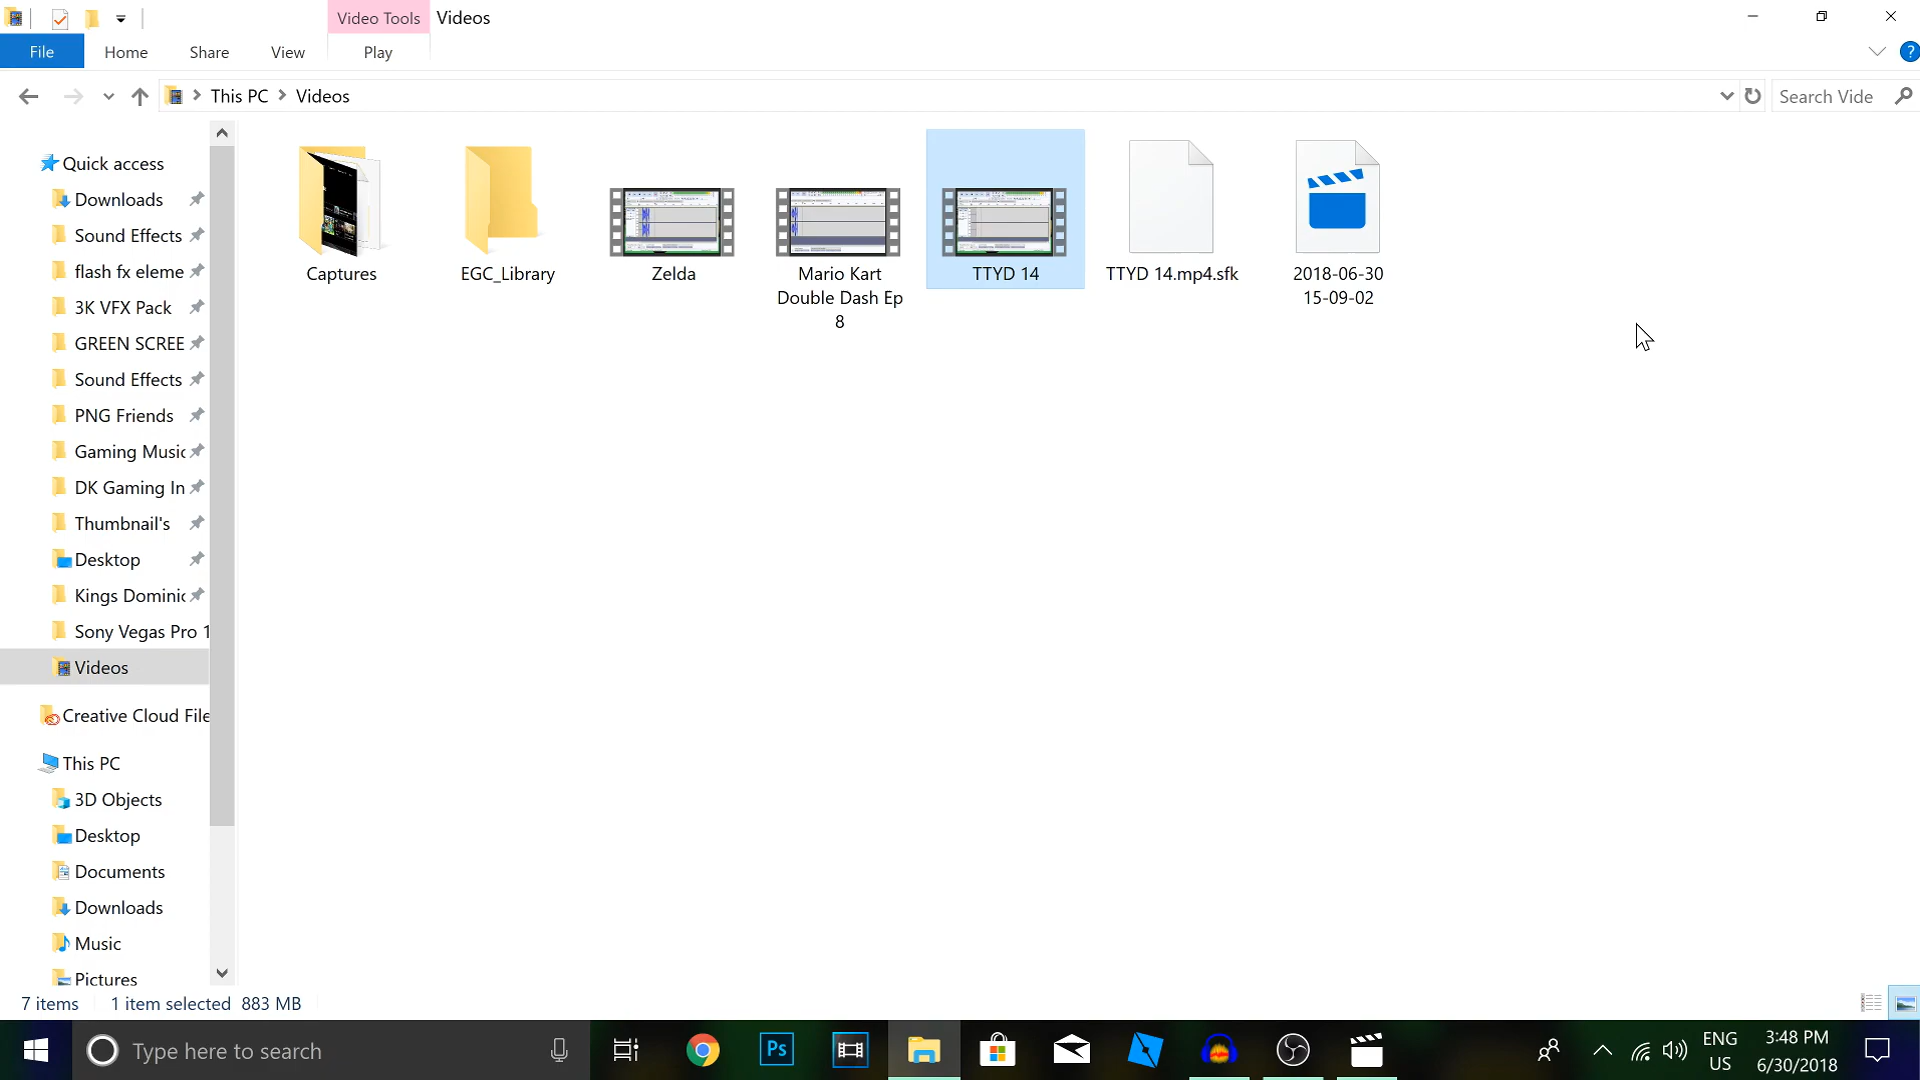 Video Tools Videos
File Home Share View Play
This PC Videos
Search Vide
Quick access
Downloads
Sound Effects
flash fx eleme
3K VFX Pack
GREEN SCREE
Sound Effects
PNG Friends
Gaming Music
DK Gaming In
Thumbnail's
Desktop
Kings Dominic
Sony Vegas Pro 1
Videos
Creative Cloud File
This PC
3D Objects
Desktop
Documents
Downloads
Music
Pictures
Captures
EGC_Library
Zelda
Mario Kart
Double Dash Ep
8
TTYD 14
TTYD 14.mp4.sfk
2018-06-30
15-09-02
7 items 1 item selected 883 MB
Type here to search
Ps
ENG
US
3:48 PM
6/30/2018